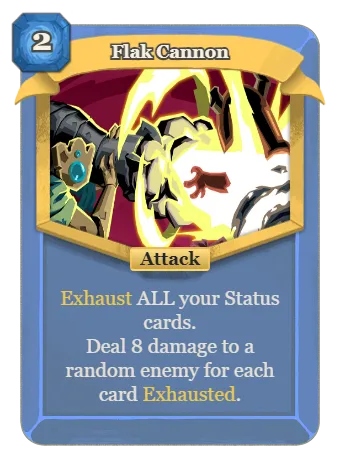 2
Flak Cannon
Attack
Exhaust ALL your Status
cards.
Deal 8 damage to a
random enemy for each
card Exhausted.